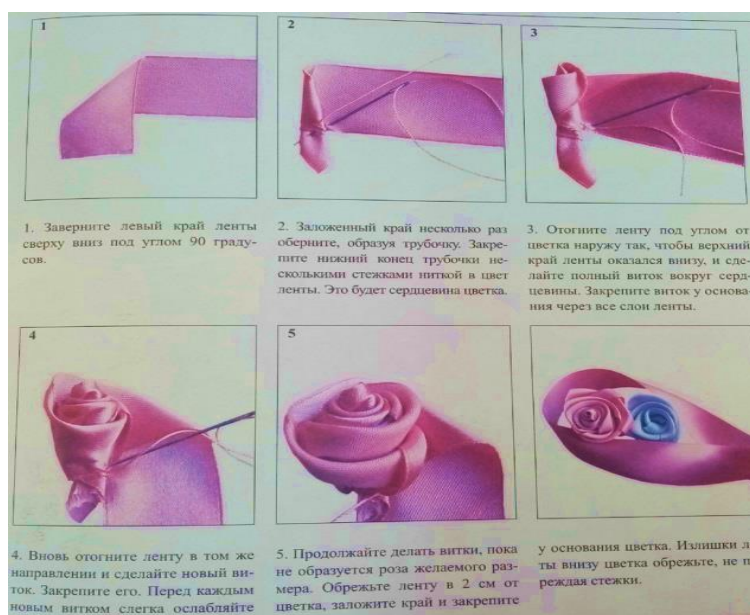 1
2
3
1. Заверните левый край ленты
сверху вниз под углом 90 граду-
сов.
2. Заложенный край несколько раз
оберните, образуя трубочку. Закре-
пите нижний конец трубочки не-
сколькими стежками ниткой в цвет
ленты. Это будет сердцевина цветка.
3. Отогните ленту под углом от
цветка наружу так, чтобы верхний
край ленты оказался внизу, и сде-
лайте полный виток вокруг серд-
цевины. Закрепите виток у основа-
ния через все слои ленты.
4
5
4. Вновь отогните ленту в том же
направлении и сделайте новый ви-
ток. Закрепите его. Перед каждым
новым витком слегка ослабляйте
5. Продолжайте делать витки, пока
не образуется роза желаемого раз-
мера. Обрежьте ленту в 2 см от
цветка, заложите край и закрепите
у основания цветка. Излишки л
ты внизу цветка обрежьте, не п
реждая стежки.